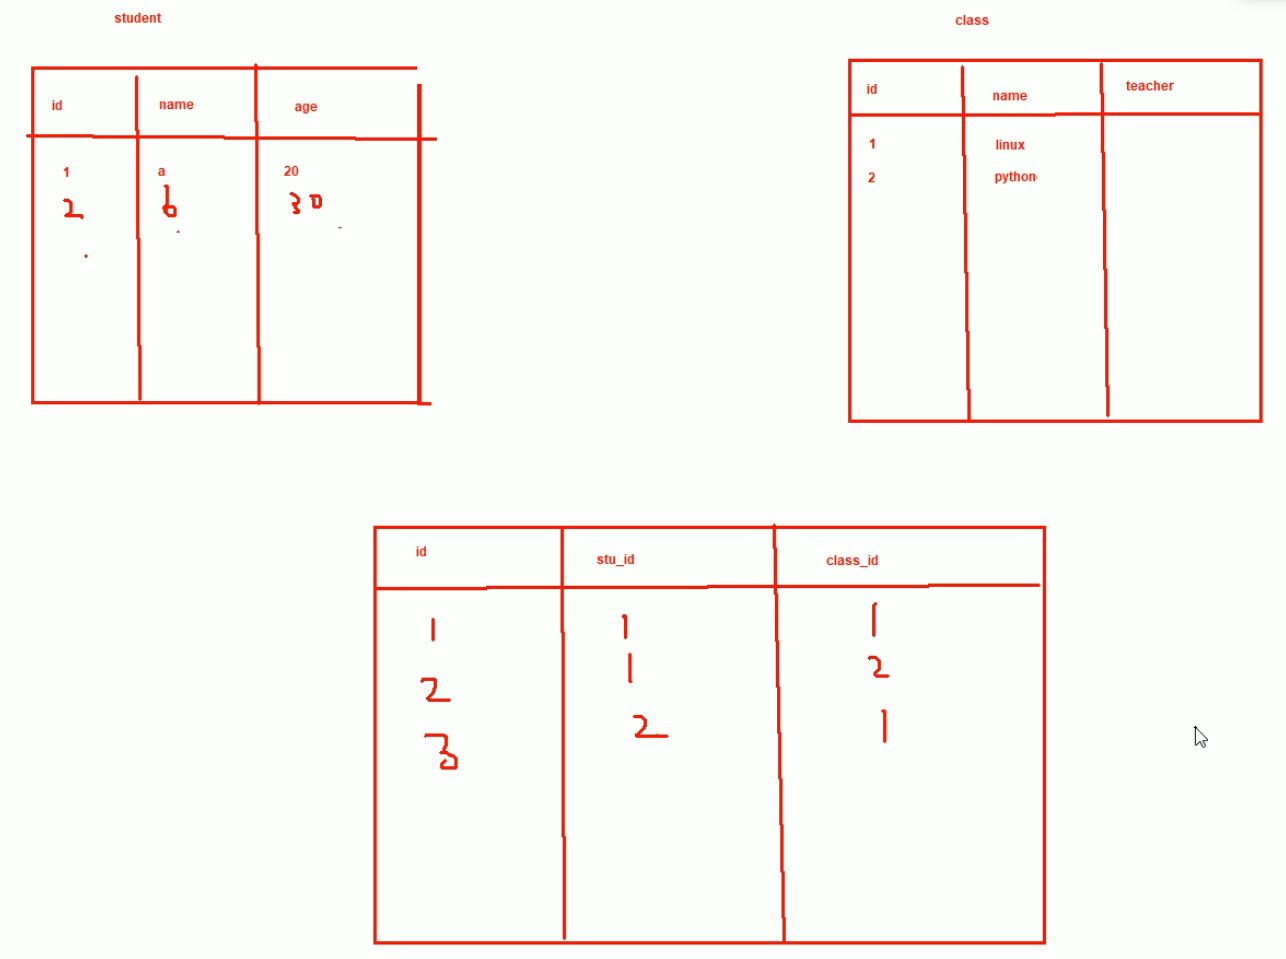 student
id name age
1 a 20
2 b 30
class
id name teacher
1 linux
2 python
id stu_id class_id
1 1 1
2 1 2
3 2 1